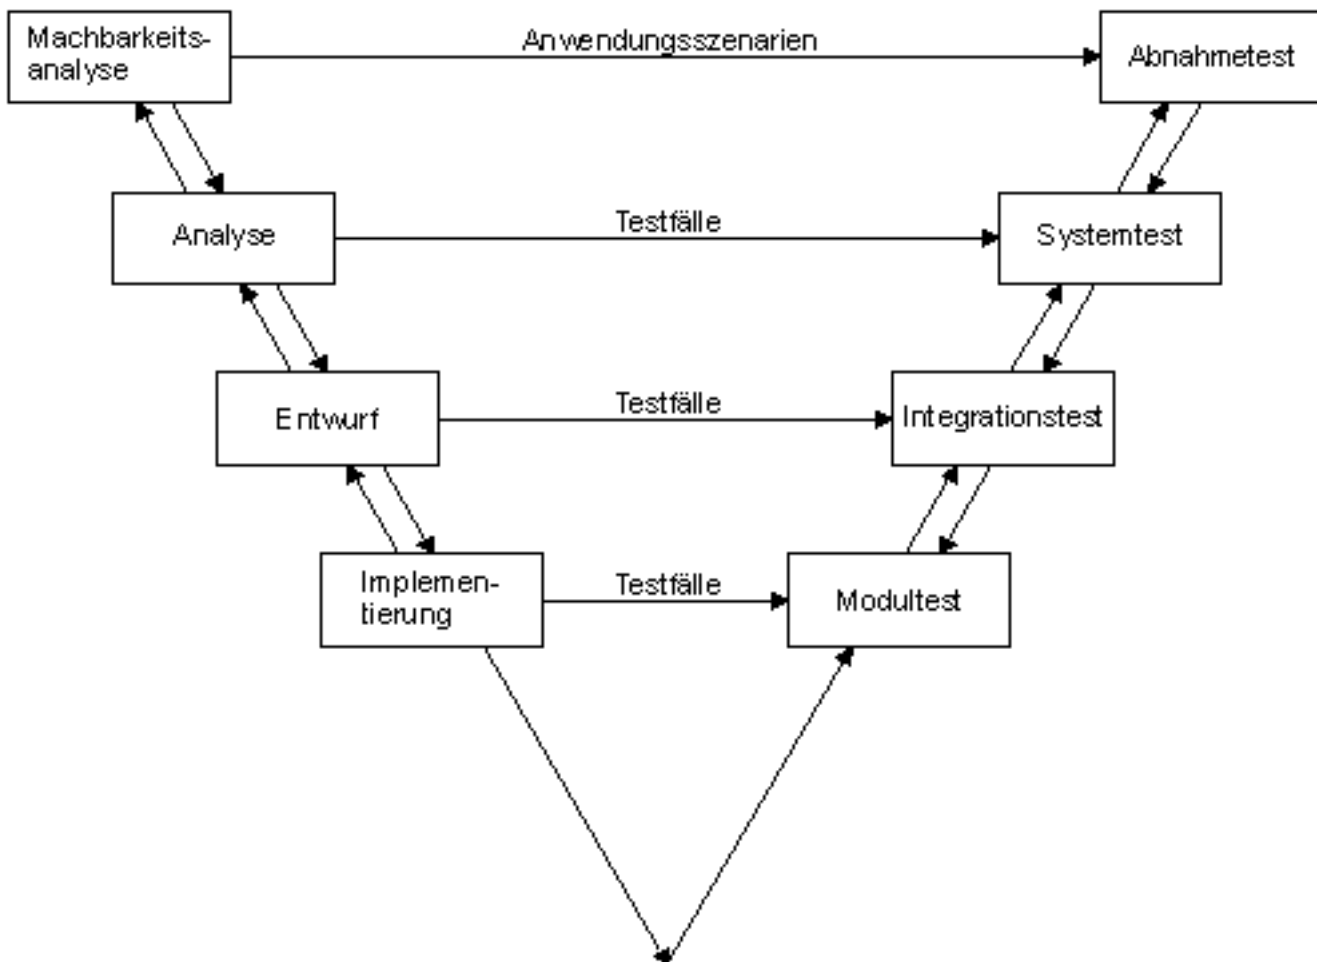 Machbarkeits-
analyse
Anwendungsszenarien
Abnahmetest
Analyse
Testfälle
Systemtest
Entwurf
Testfälle
Integrationstest
Implemen-
tierung
Testfälle
Modultest